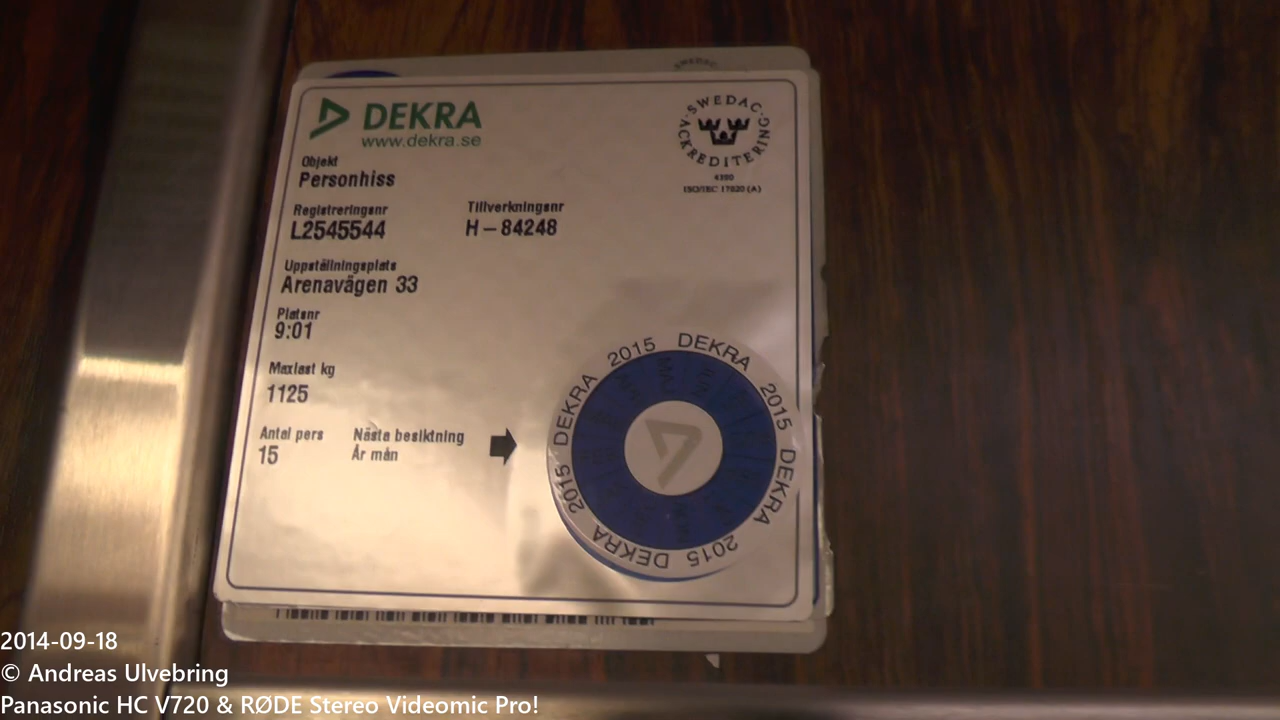 DEKRA
www.dekra.se
SWEDAC
ACKREDITERING
ISO/IEC 17020 (A)
Objekt
Personhiss
Registreringsnr Tillverkningsnr
L2545544 H – 84248
Uppställningsplats
Arenavägen 33
Platsnr
9:01
Maxlast kg
1125
Antal pers Nästa besiktning
15 År mån
DEKRA 2015 DEKRA 2015 DEKRA 2015 DEKRA 2015
2014-09-18
© Andreas Ulvebring
Panasonic HC V720 & RØDE Stereo Videomic Pro!